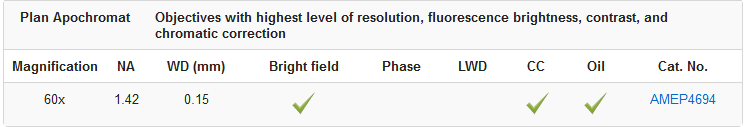 Plan Apochromat Objectives with highest level of resolution, fluorescence brightness, contrast, and
chromatic correction
Magnification NA WD (mm) Bright field Phase LWD CC Oil Cat. No.
60x 1.42 0.15 AMEP4694